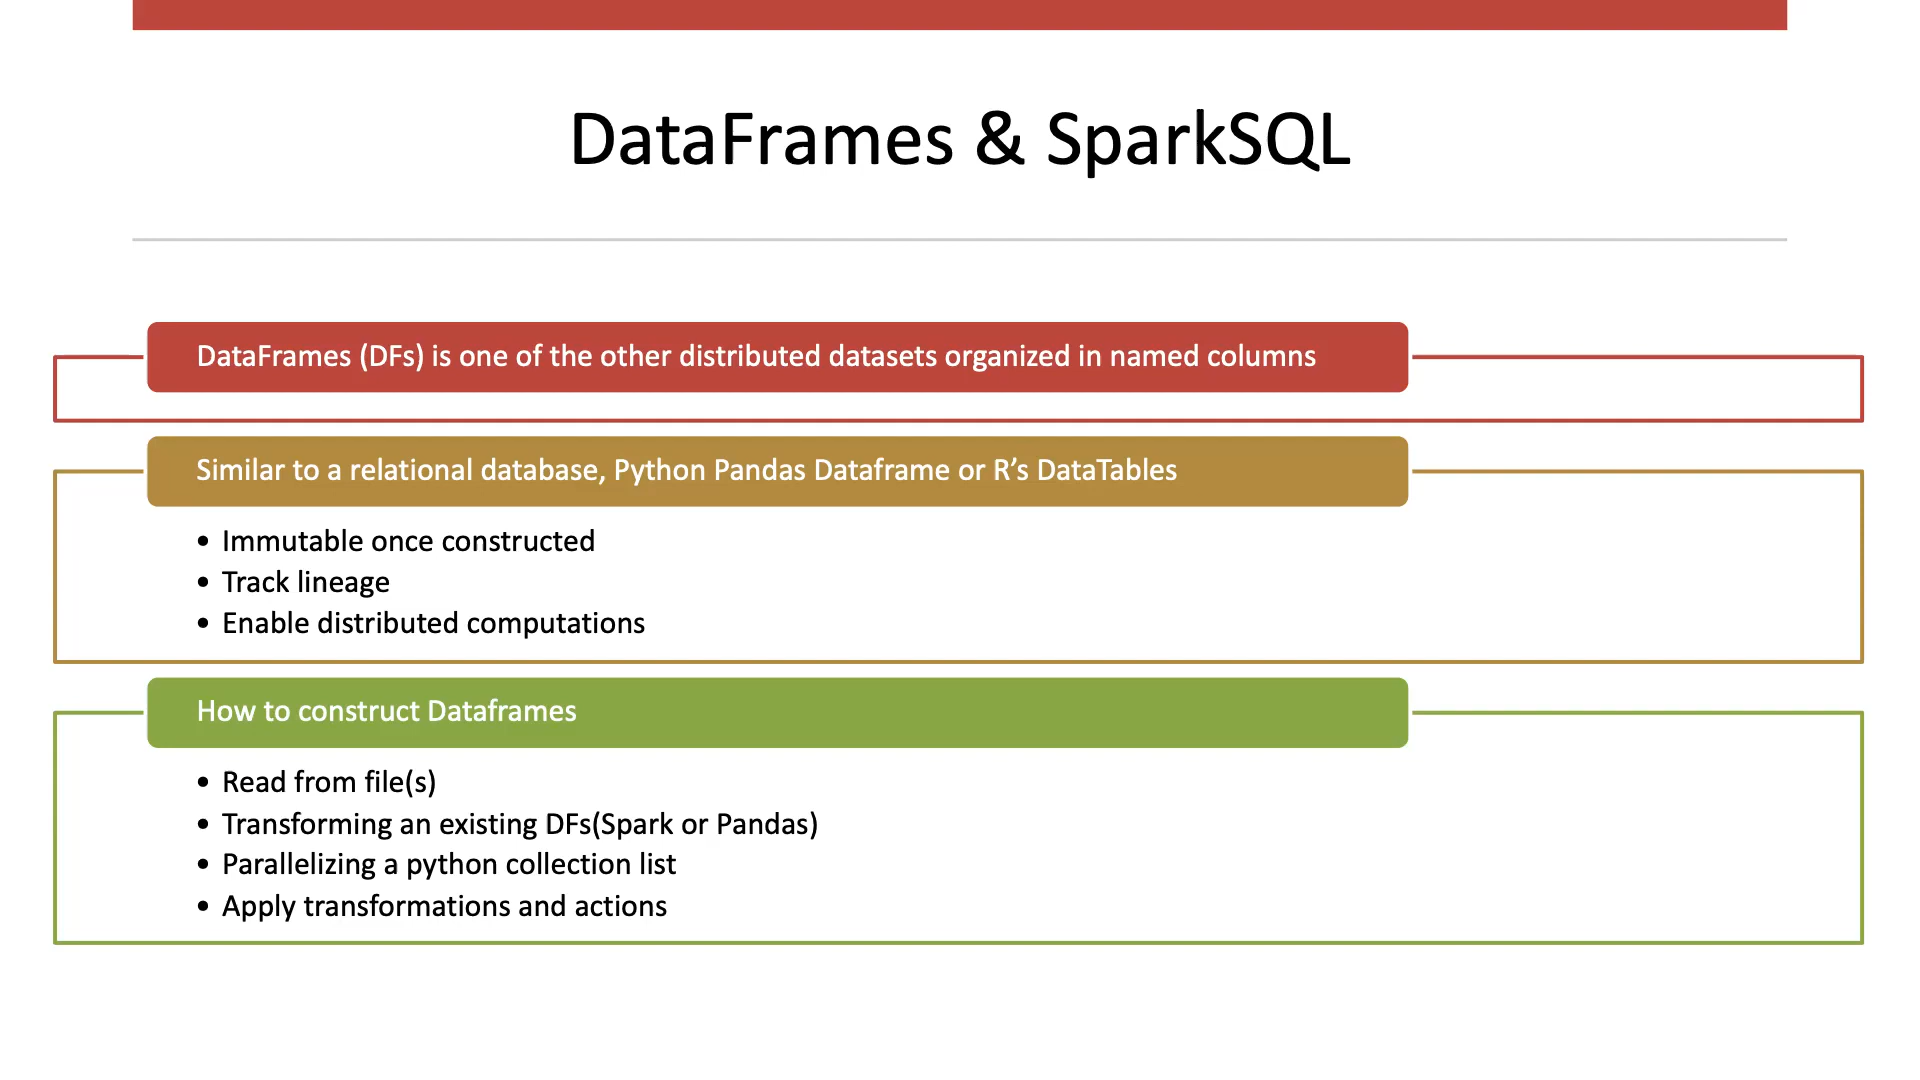 DataFrames & SparkSQL
DataFrames (DFs) is one of the other distributed datasets organized in named columns
Similar to a relational database, Python Pandas Dataframe or R’s DataTables
• Immutable once constructed
• Track lineage
• Enable distributed computations
How to construct Dataframes
• Read from file(s)
• Transforming an existing DFs(Spark or Pandas)
• Parallelizing a python collection list
• Apply transformations and actions